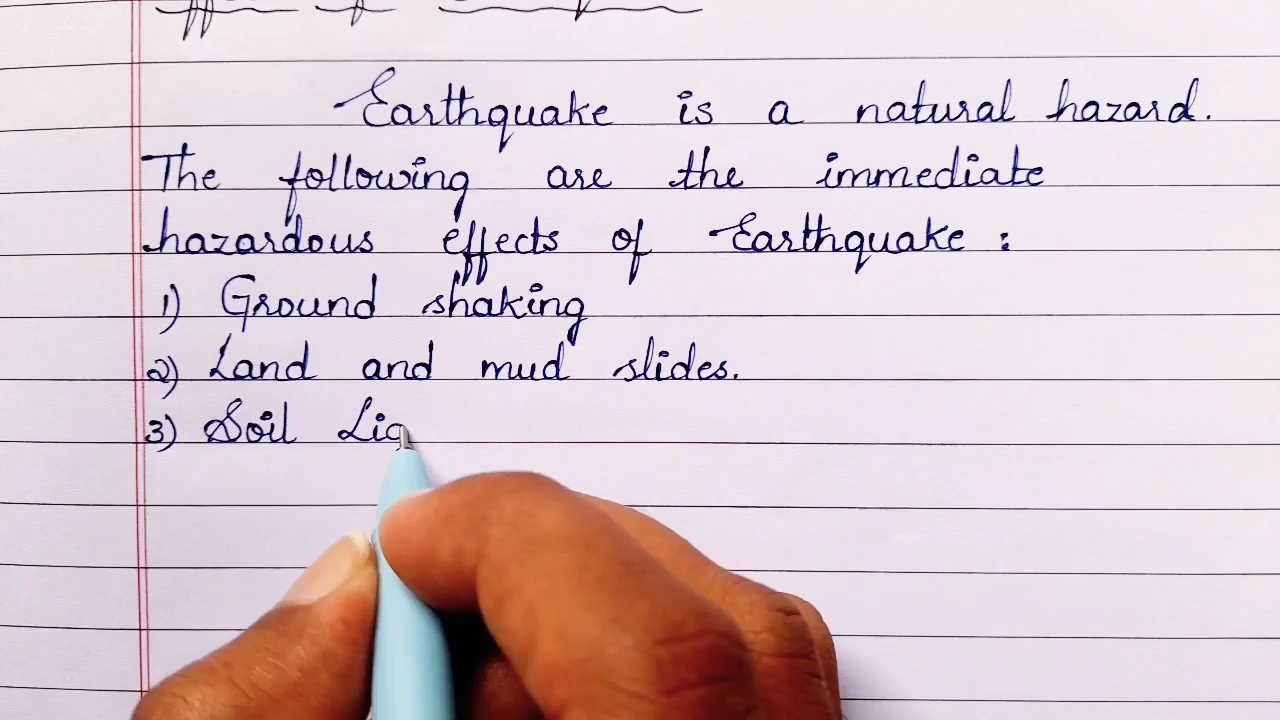 Earthquake is a natural hazard.
The following are the immediate
hazardous effects of Earthquake :
1) Ground shaking
2) Land and mud slides.
3) Soil Liq